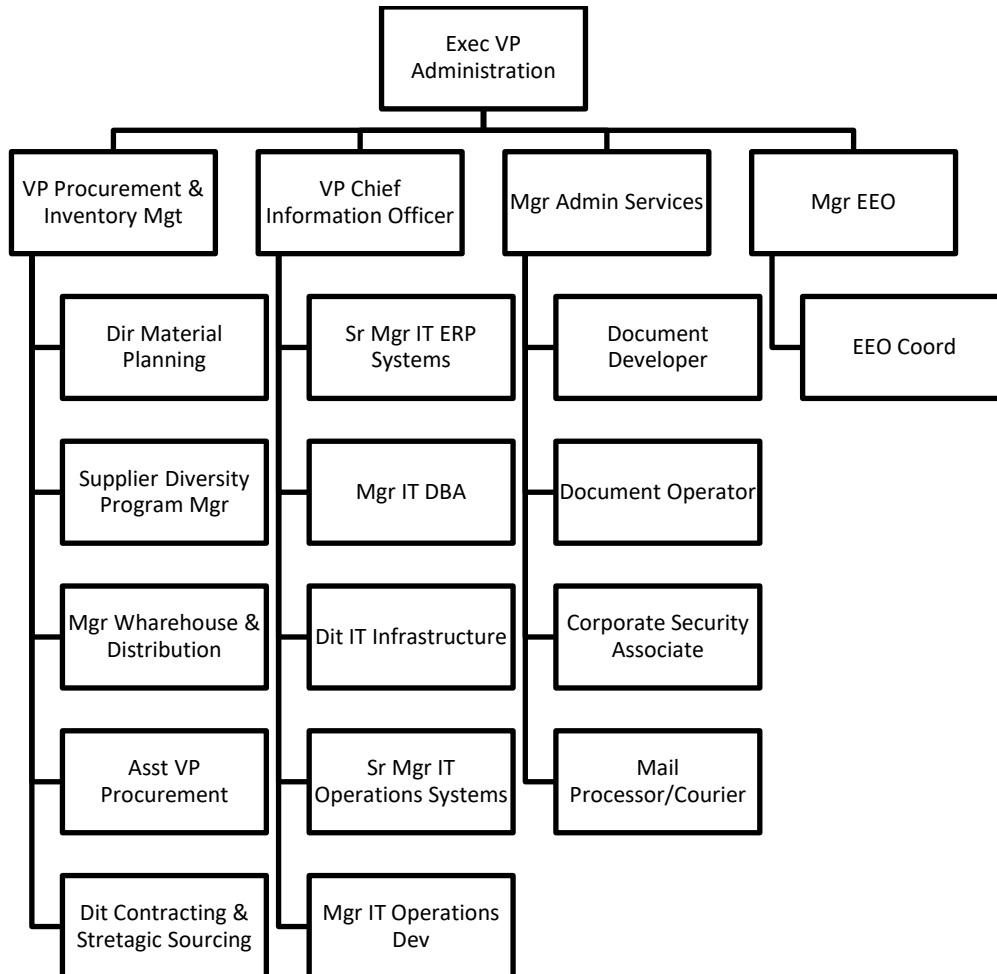 Exec VP
Administration
VP Procurement &
Inventory Mgt
VP Chief
Information Officer
Mgr Admin Services
Mgr EEO
Dir Material
Planning
Sr Mgr IT ERP
Systems
Document
Developer
EEO Coord
Supplier Diversity
Program Mgr
Mgr IT DBA
Document Operator
Mgr Wharehouse &
Distribution
Dit IT Infrastructure
Corporate Security
Associate
Asst VP
Procurement
Sr Mgr IT
Operations Systems
Mail
Processor/Courier
Dit Contracting &
Stretagic Sourcing
Mgr IT Operations
Dev